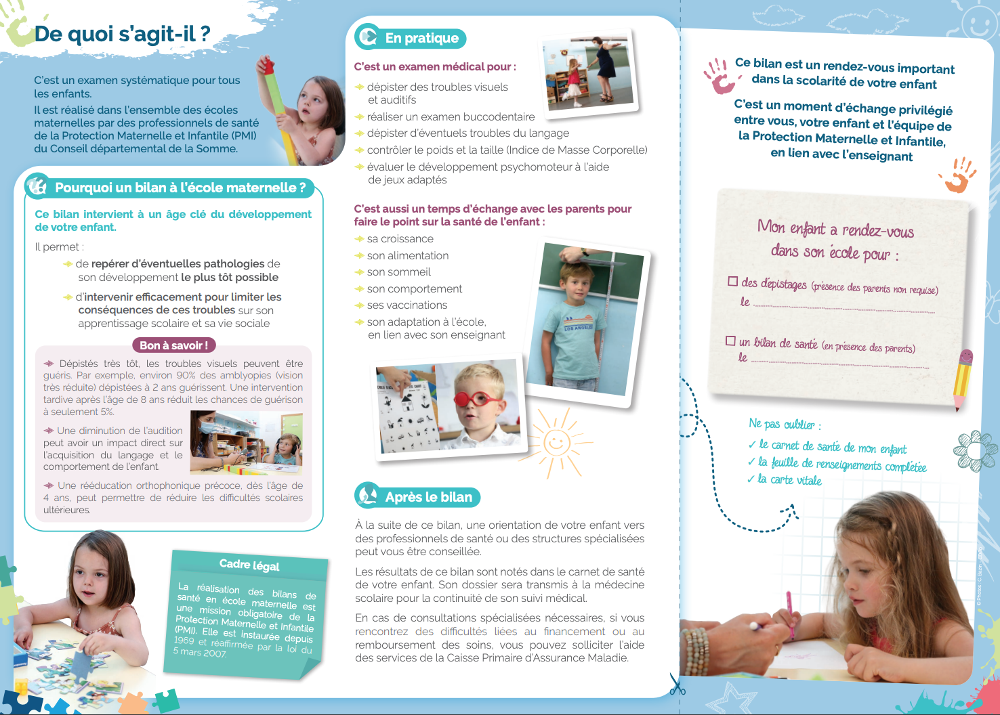 De quoi s'agit-il ?
C'est un examen systématique pour tous
les enfants.
Il est réalisé dans l'ensemble des écoles
maternelles par des professionnels de santé
de la Protection Maternelle et Infantile (PMI)
du Conseil départemental de la Somme.
Pourquoi un bilan à l'école maternelle ?
Ce bilan intervient à un âge clé du développement
de votre enfant.
Il permet :
de repérer d'éventuelles pathologies de
son développement le plus tôt possible
d'intervenir efficacement pour limiter les
conséquences de ces troubles sur son
apprentissage scolaire et sa vie sociale
Bon à savoir !
Dépistés très tôt, les troubles visuels peuvent être
guéris. Par exemple, environ 90% des amblyopies (vision
très réduite) dépistées à 2 ans guérissent. Une intervention
tardive après l'âge de 8 ans réduit les chances de guérison
à seulement 5%.
Une diminution de l'audition
peut avoir un impact direct sur
l'acquisition du langage et le
comportement de l'enfant.
Une rééducation orthophonique précoce, dès l'âge de
4 ans, peut permettre de réduire les difficultés scolaires
ultérieures.
Cadre légal
La réalisation des bilans de
santé en école maternelle est
une mission obligatoire de la
Protection Maternelle et Infantile
(PMI). Elle est instaurée depuis
1969 et réaffirmée par la loi du
5 mars 2007.
En pratique
C'est un examen médical pour :
dépister des troubles visuels
et auditifs
réaliser un examen buccodentaire
dépister d'éventuels troubles du langage
contrôler le poids et la taille (Indice de Masse Corporelle)
évaluer le développement psychomoteur à l'aide
de jeux adaptés
C'est aussi un temps d'échange avec les parents pour
faire le point sur la santé de l'enfant :
sa croissance
son alimentation
son sommeil
son comportement
ses vaccinations
son adaptation à l'école,
en lien avec son enseignant
LOS ANGELES
Après le bilan
À la suite de ce bilan, une orientation de votre enfant vers
des professionnels de santé ou des structures spécialisées
peut vous être conseillée.
Les résultats de ce bilan sont notés dans le carnet de santé
de votre enfant. Son dossier sera transmis à la médecine
scolaire pour la continuité de son suivi médical.
En cas de consultations spécialisées nécessaires, si vous
rencontrez des difficultés liées au financement ou au
remboursement des soins, vous pouvez solliciter l'aide
des services de la Caisse Primaire d'Assurance Maladie.
Ce bilan est un rendez-vous important
dans la scolarité de votre enfant
C'est un moment d'échange privilégié
entre vous, votre enfant et l'équipe de
la Protection Maternelle et Infantile,
en lien avec l'enseignant
Mon enfant a rendez-vous
dans son école pour :
des dépistages (présence des parents non requise)
le
un bilan de santé (en présence des parents)
le
Ne pas oublier :
✓ le carnet de santé de mon enfant
✓ la feuille de renseignements complétée
✓ la carte vitale
© Photos : C. Bazin